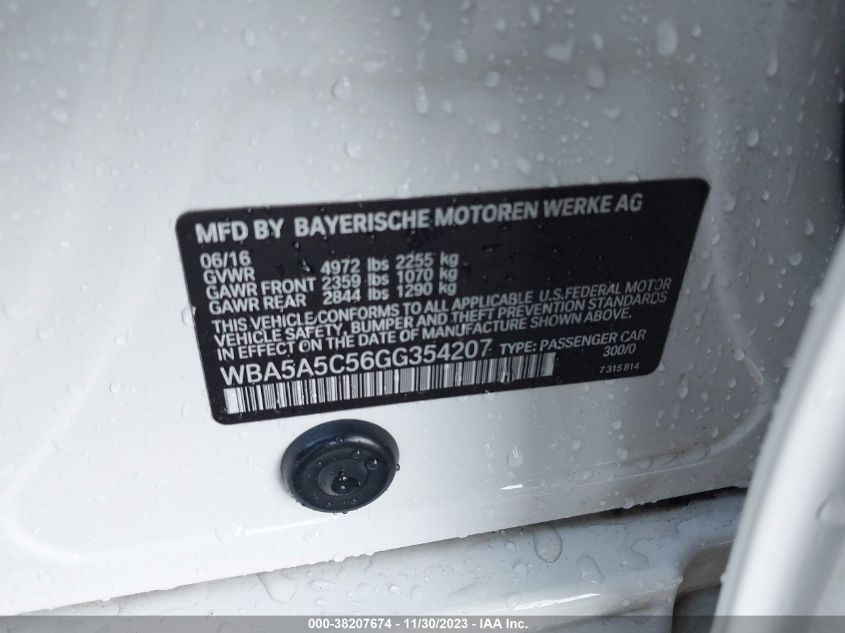 MFD BY BAYERISCHE MOTOREN WERKE AG
06/16
GVWR 4972 lbs 2255 kg
GAWR FRONT 2359 lbs 1070 kg
GAWR REAR 2844 lbs 1290 kg
THIS VEHICLE CONFORMS TO ALL APPLICABLE U.S.FEDERAL MOTOR
VEHICLE SAFETY, BUMPER AND THEFT PREVENTION STANDARDS
IN EFFECT ON THE DATE OF MANUFACTURE SHOWN ABOVE.
WBA5A5C56GG354207 TYPE: PASSENGER CAR
300/0
7 315 814
000-38207674 - 11/30/2023 - IAA Inc.